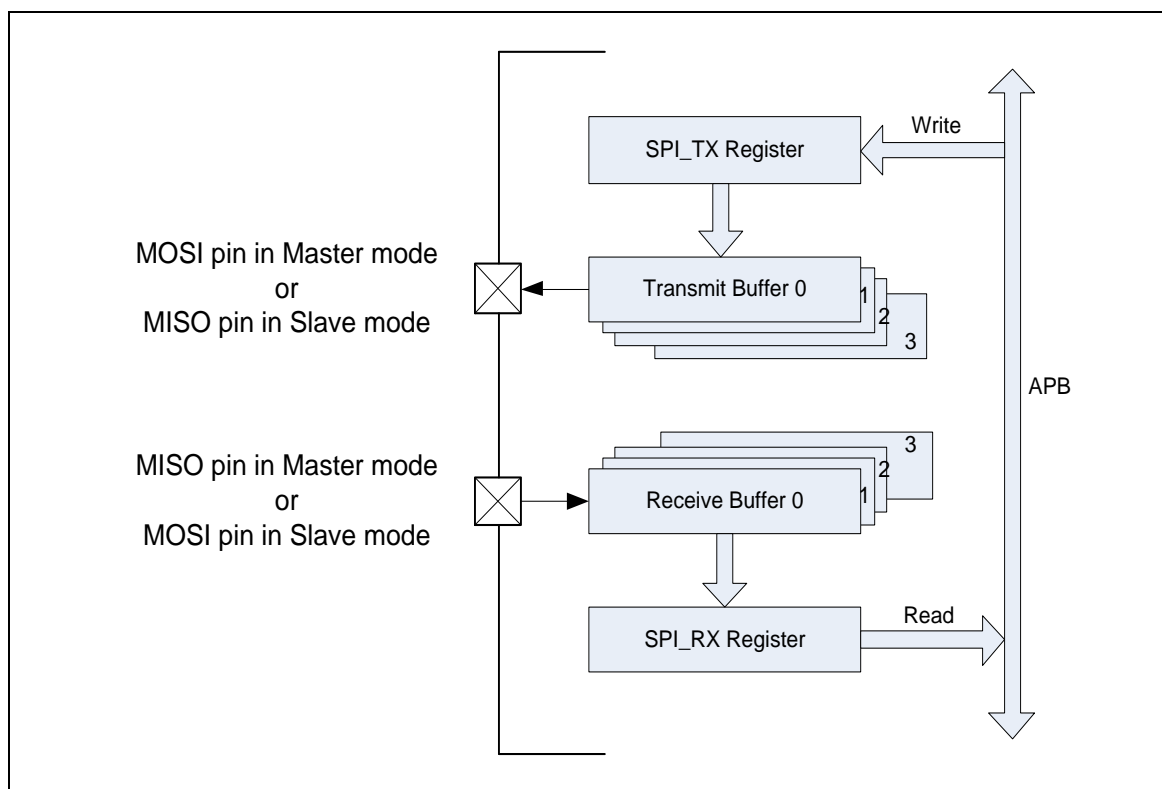 Write
SPI_TX Register
MOSI pin in Master mode
or
MISO pin in Slave mode
Transmit Buffer 0
1
2
3
APB
MISO pin in Master mode
or
MOSI pin in Slave mode
3
2
1
Receive Buffer 0
Read
SPI_RX Register